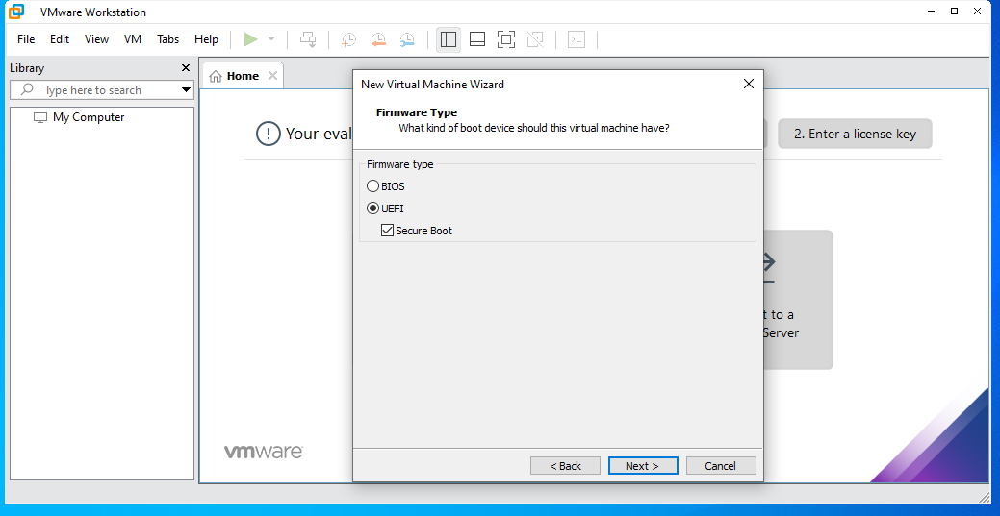 VMware Workstation
File Edit View VM Tabs Help
Library
Type here to search
My Computer
Home
Your eval
2. Enter a license key
New Virtual Machine Wizard
Firmware Type
What kind of boot device should this virtual machine have?
Firmware type
BIOS
UEFI
Secure Boot
t to a
Server
vmware
< Back Next > Cancel